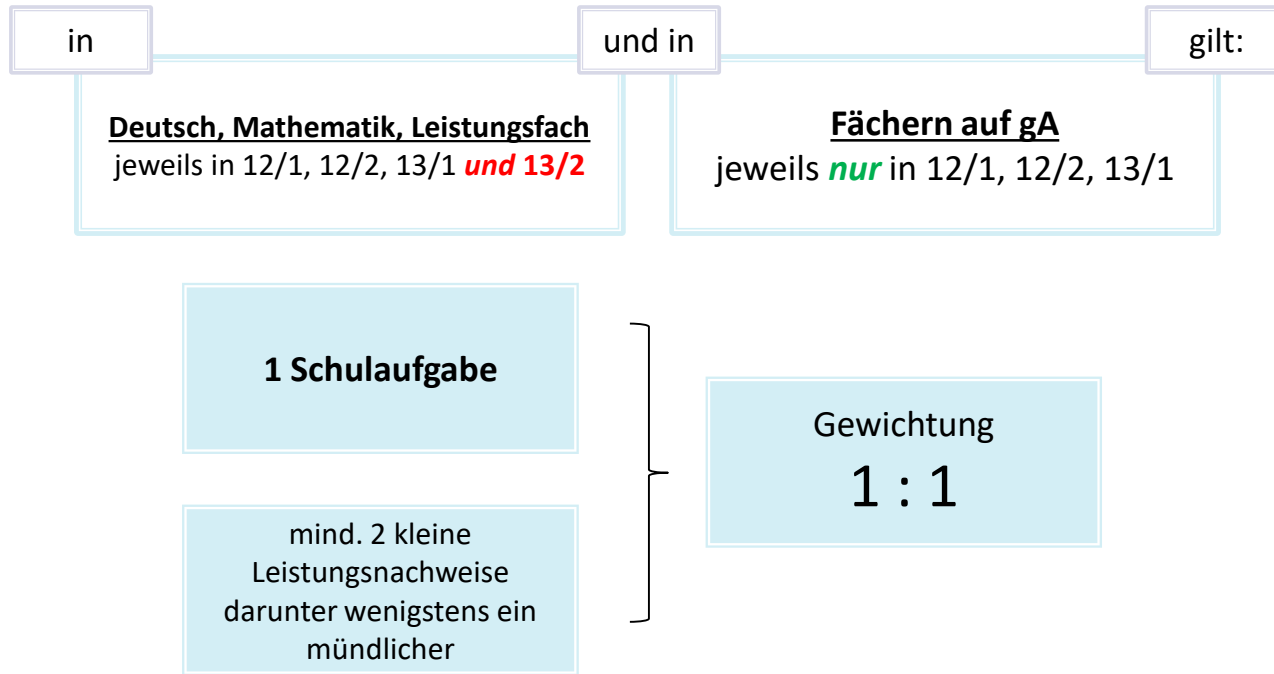 in
Deutsch, Mathematik, Leistungsfach
jeweils in 12/1, 12/2, 13/1 und 13/2
und in
Fächern auf gA
jeweils nur in 12/1, 12/2, 13/1
gilt:
1 Schulaufgabe
mind. 2 kleine
Leistungsnachweise
darunter wenigstens ein
mündlicher
Gewichtung
1 : 1